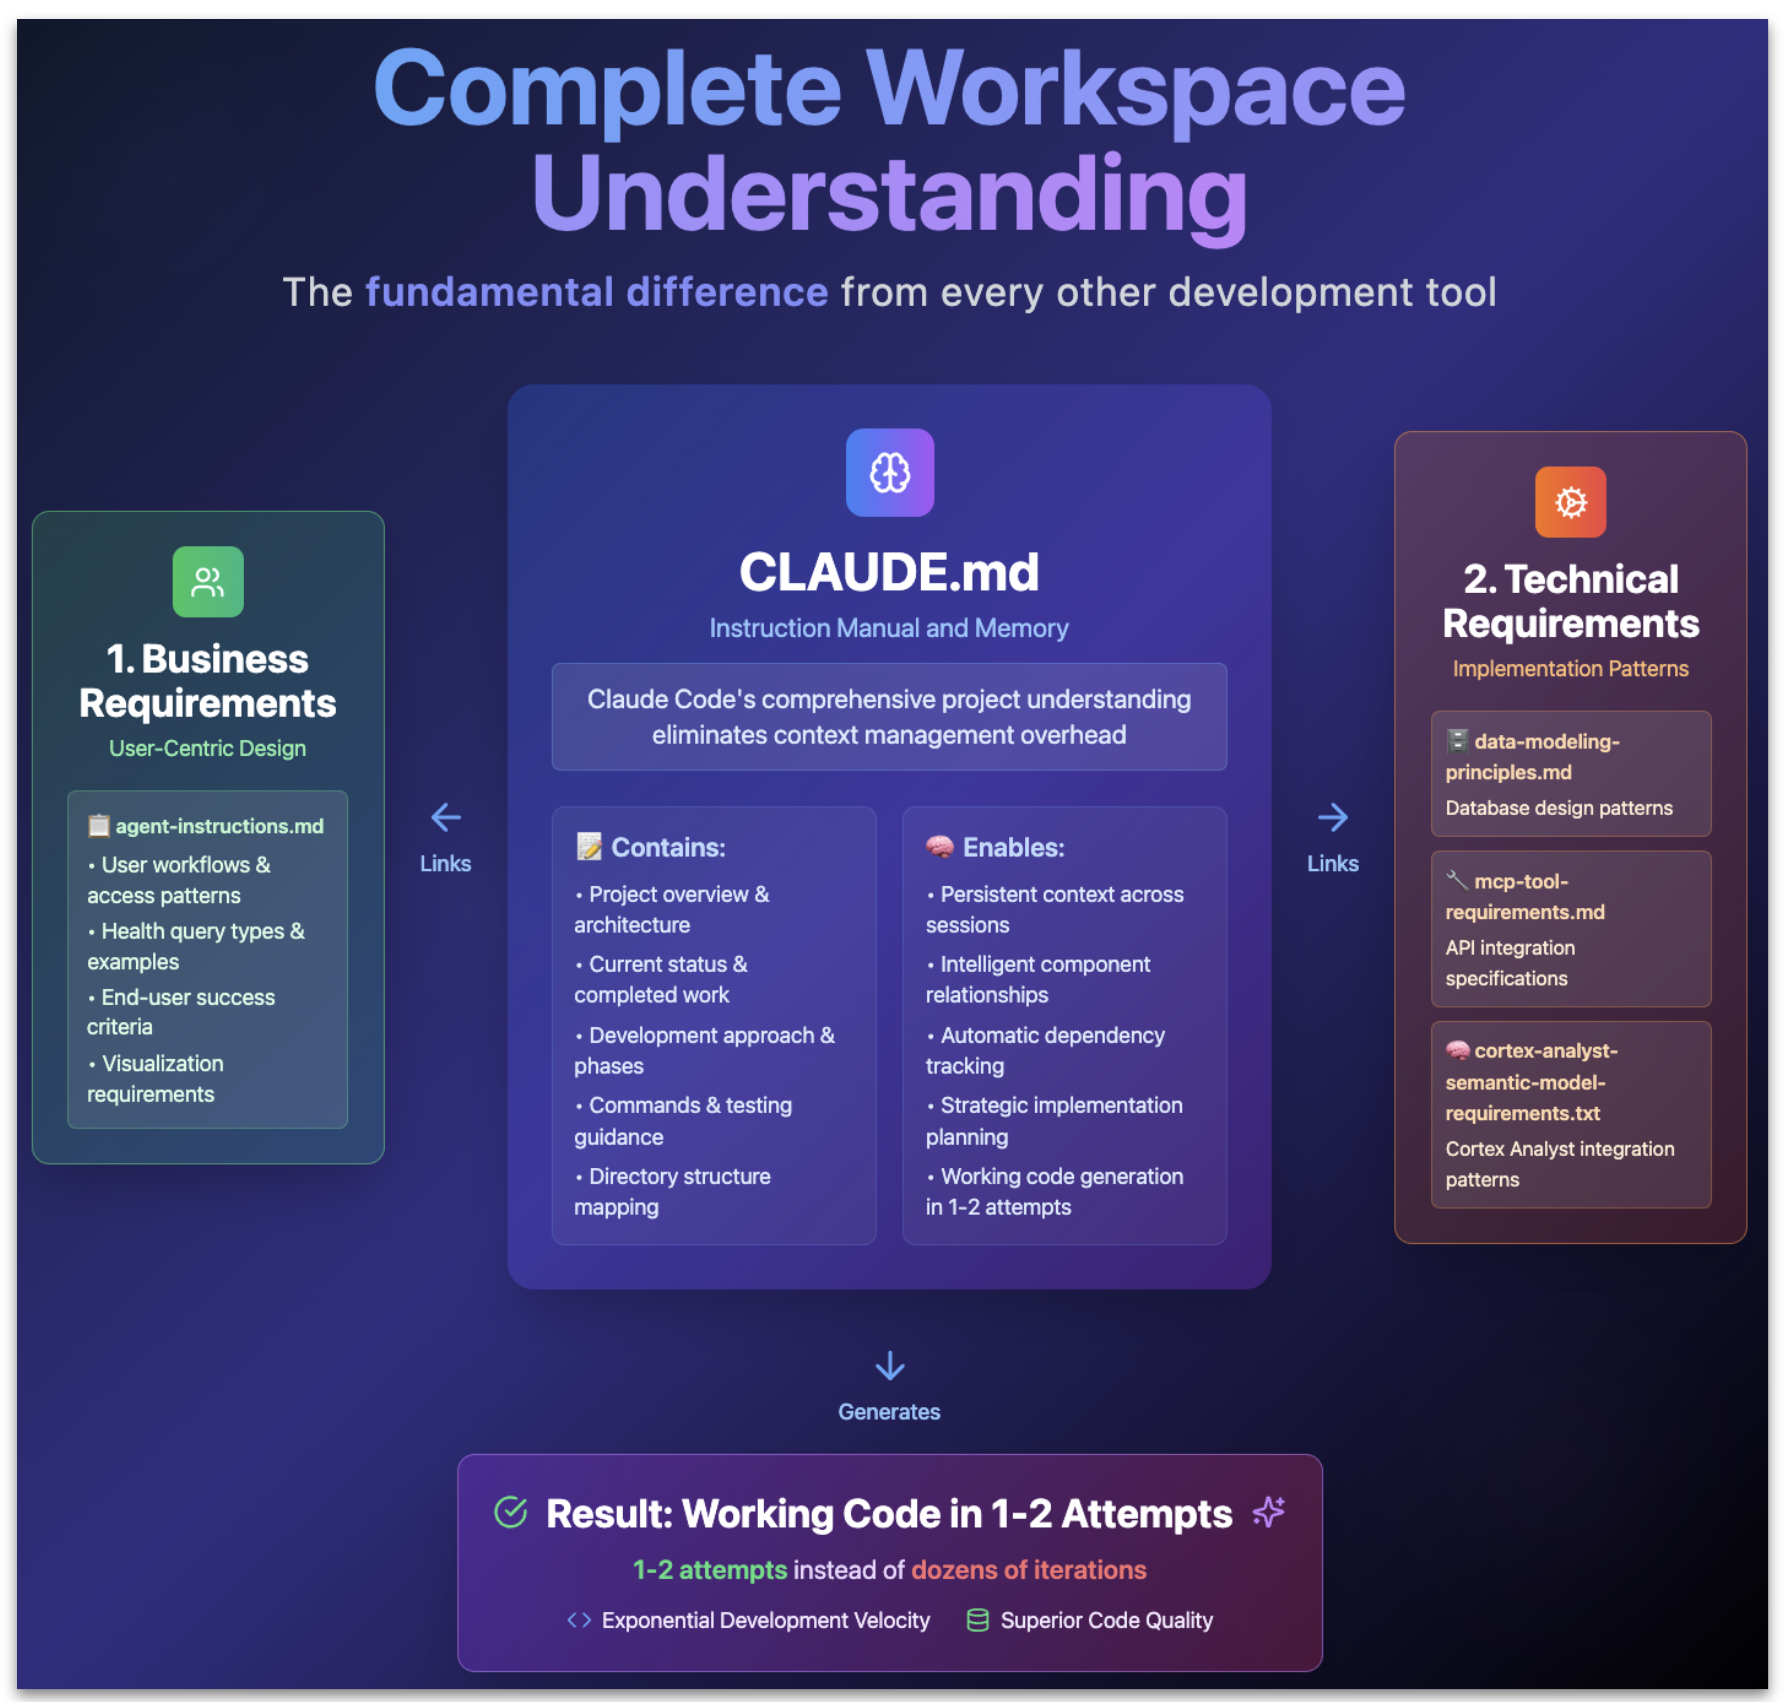 Complete Workspace
Understanding
The fundamental difference from every other development tool
1. Business
Requirements
User-Centric Design
📋 agent-instructions.md
• User workflows &
access patterns
• Health query types &
examples
• End-user success
criteria
• Visualization
requirements
Links
CLAUDE.md
Instruction Manual and Memory
Claude Code's comprehensive project understanding
eliminates context management overhead
📝 Contains:
• Project overview &
architecture
• Current status &
completed work
• Development approach &
phases
• Commands & testing
guidance
• Directory structure
mapping
🧠 Enables:
• Persistent context across
sessions
• Intelligent component
relationships
• Automatic dependency
tracking
• Strategic implementation
planning
• Working code generation
in 1-2 attempts
Links
2. Technical
Requirements
Implementation Patterns
🗄️ data-modeling-
principles.md
Database design patterns
🔧 mcp-tool-
requirements.md
API integration
specifications
🧠 cortex-analyst-
semantic-model-
requirements.txt
Cortex Analyst integration
patterns
Generates
Result: Working Code in 1-2 Attempts
1-2 attempts instead of dozens of iterations
Exponential Development Velocity
Superior Code Quality